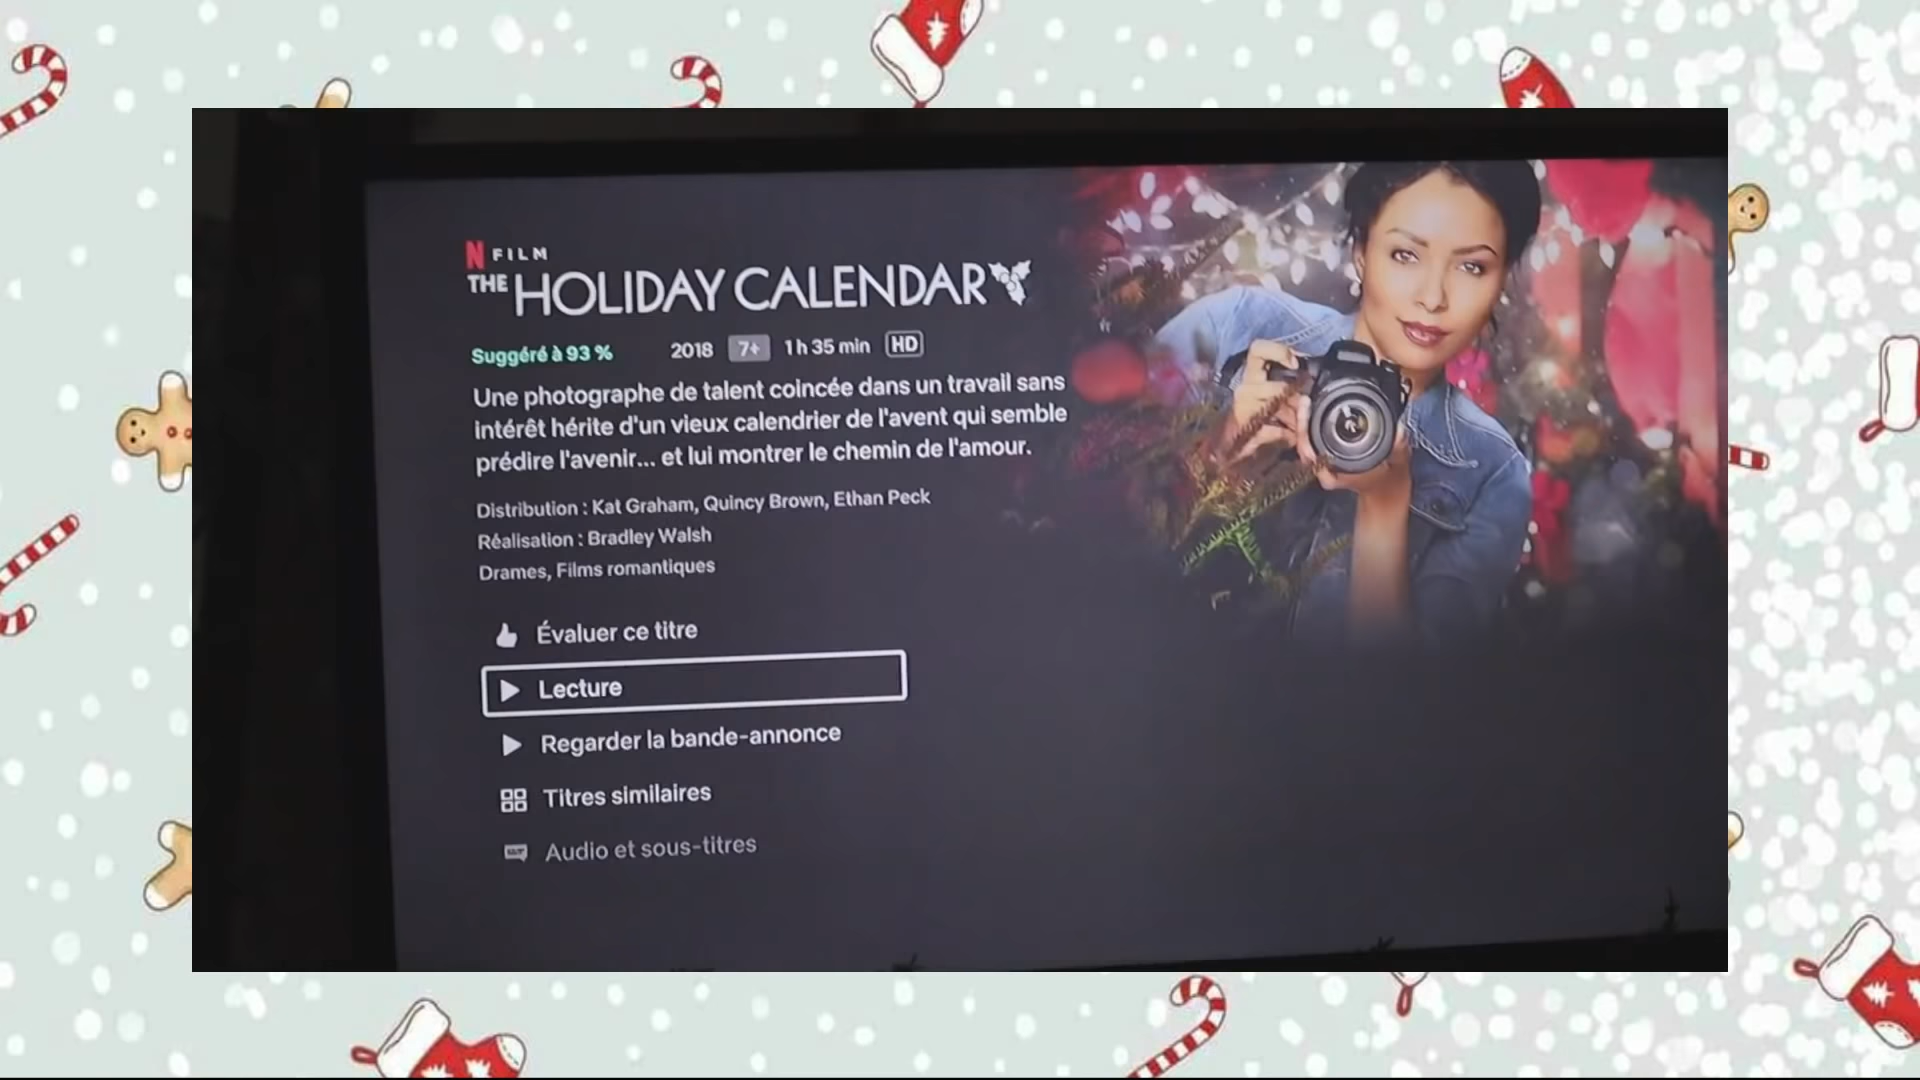 N FILM
THE HOLIDAY CALENDAR
Suggéré à 93 % 2018 7+ 1 h 35 min HD
Une photographe de talent coincée dans un travail sans
intérêt hérite d'un vieux calendrier de l'avent qui semble
prédire l'avenir... et lui montrer le chemin de l'amour.
Distribution : Kat Graham, Quincy Brown, Ethan Peck
Réalisation : Bradley Walsh
Drames, Films romantiques
Évaluer ce titre
Lecture
Regarder la bande-annonce
Titres similaires
Audio et sous-titres